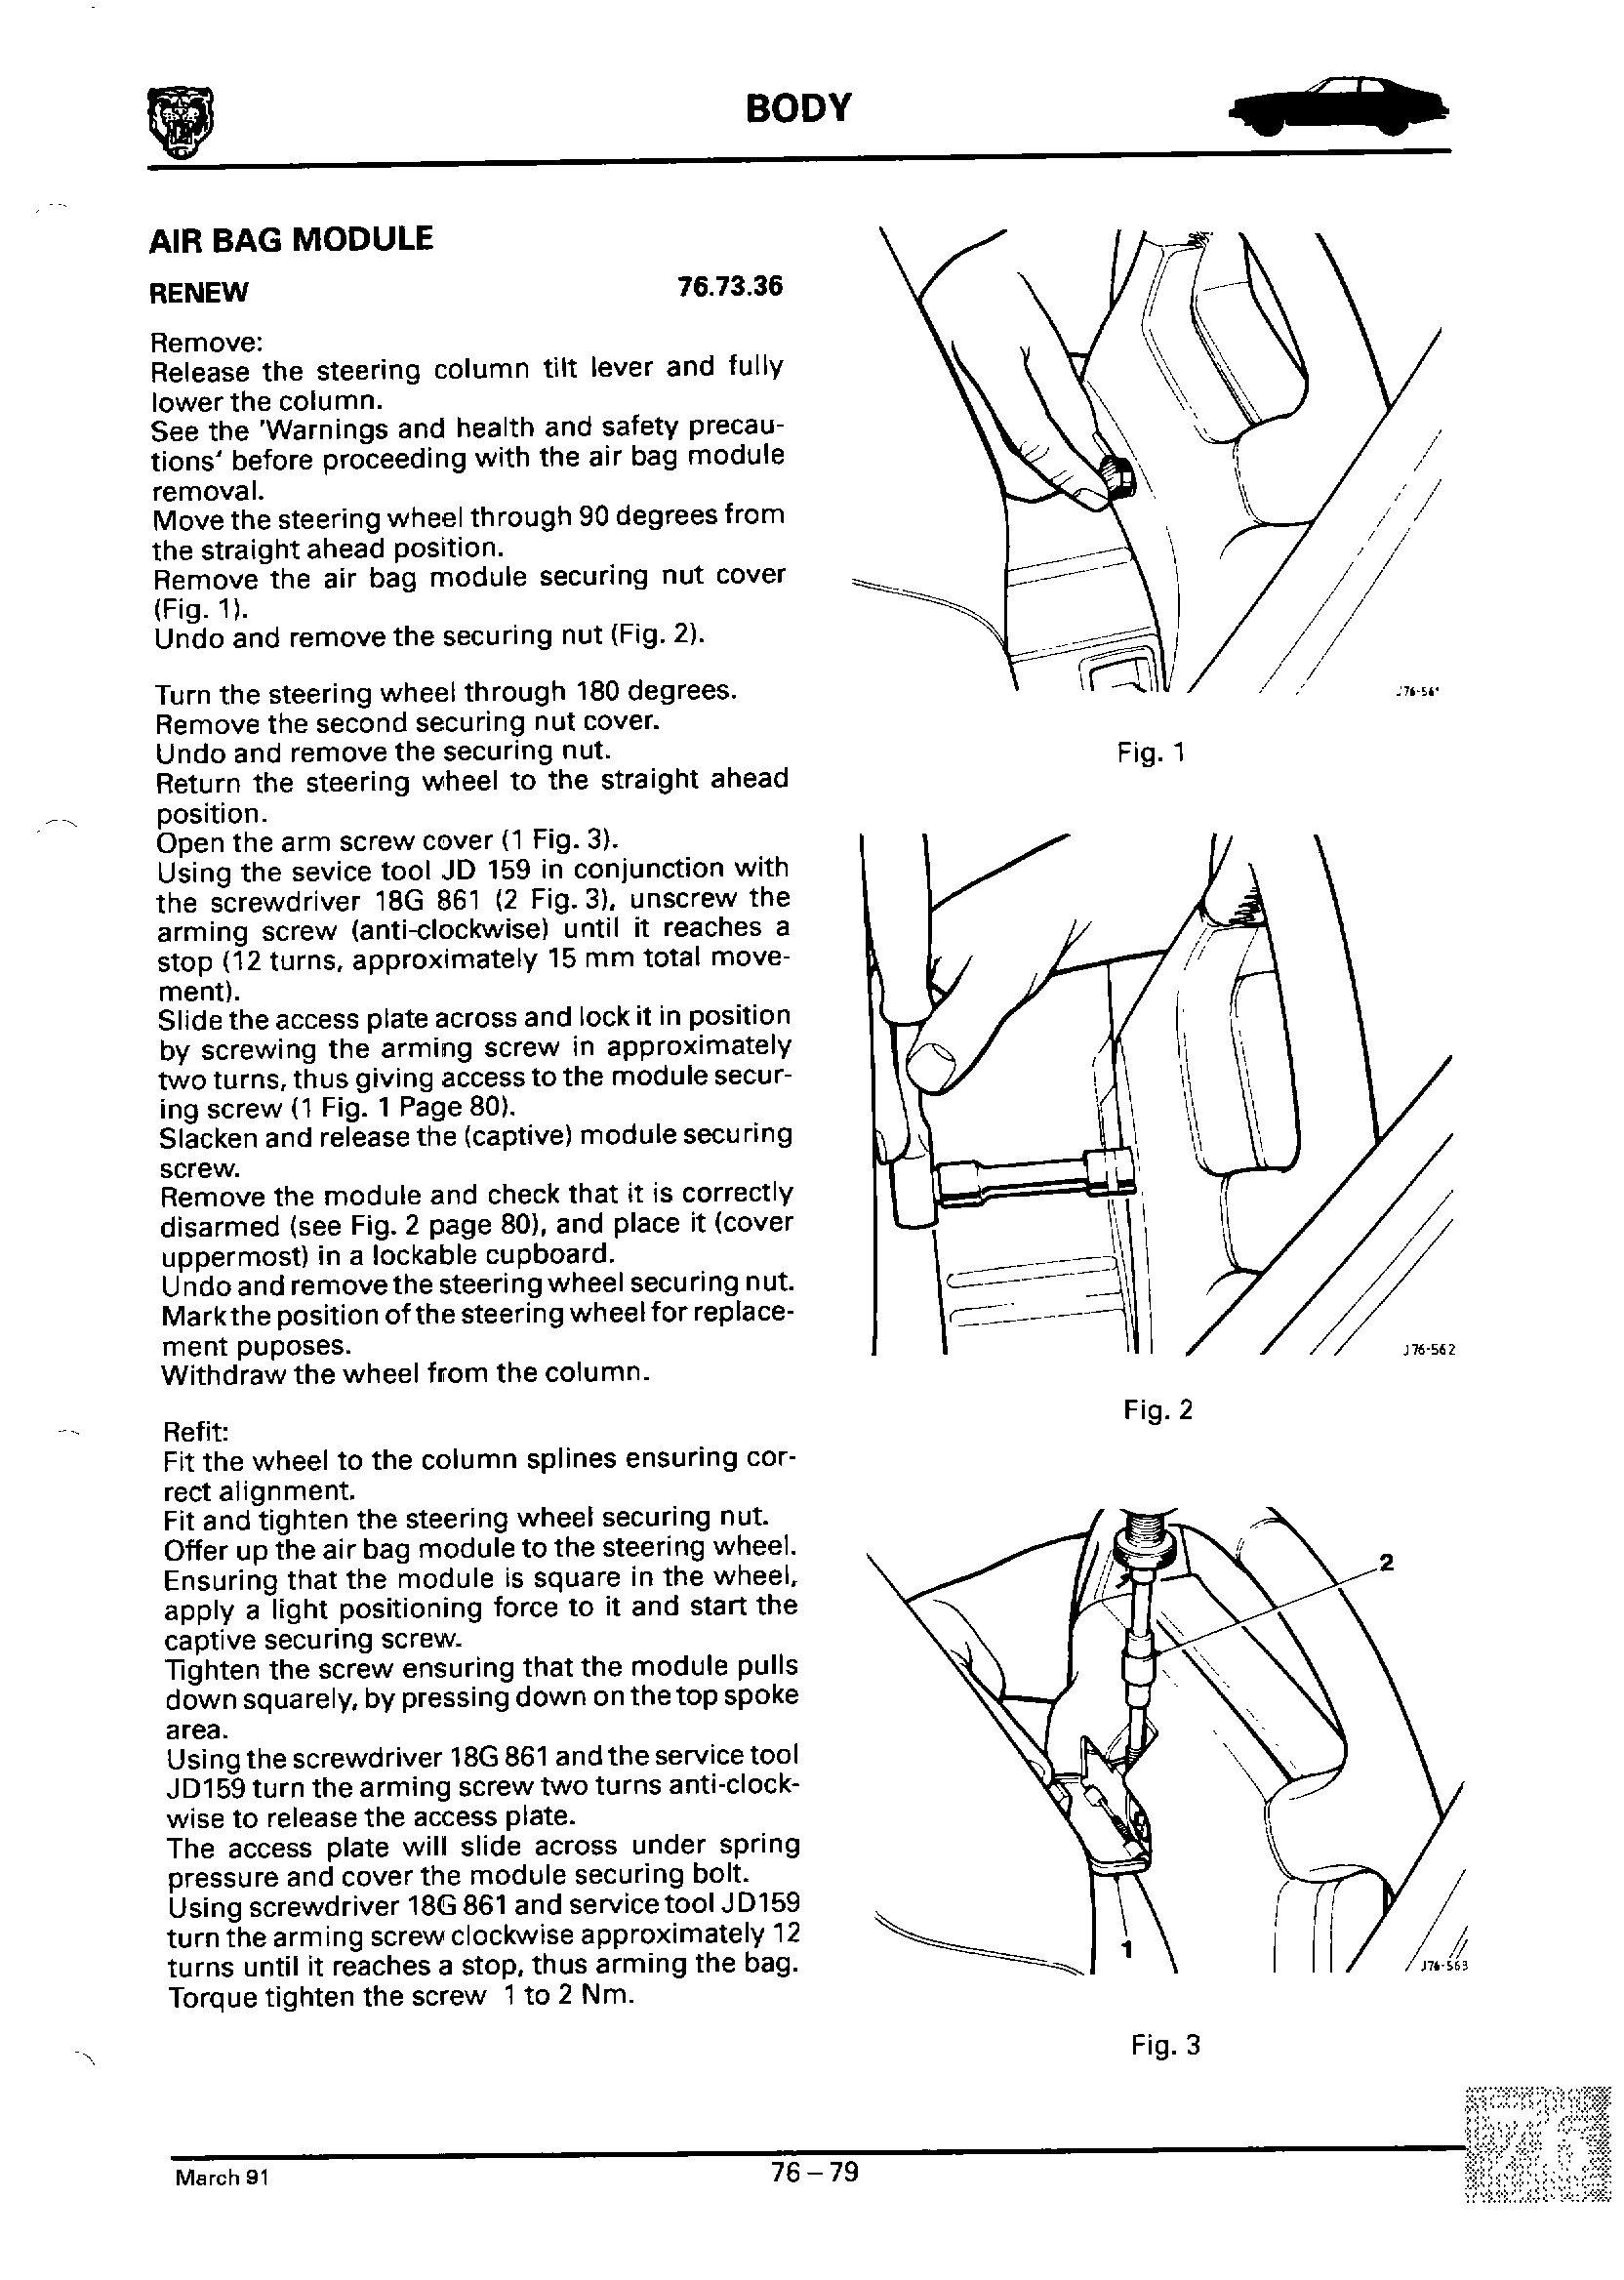 BODY
AIR BAG MODULE
RENEW 76.73.36
Remove:
Release the steering column tilt lever and fully
lower the column.
See the 'Warnings and health and safety precau-
tions' before proceeding with the air bag module
removal.
Move the steering wheel through 90 degrees from
the straight ahead position.
Remove the air bag module securing nut cover
(Fig. 1).
Undo and remove the securing nut (Fig. 2).
Turn the steering wheel through 180 degrees.
Remove the second securing nut cover.
Undo and remove the securing nut.
Return the steering wheel to the straight ahead
position.
Open the arm screw cover (1 Fig. 3).
Using the sevice tool JD 159 in conjunction with
the screwdriver 18G 861 (2 Fig. 3), unscrew the
arming screw (anti-clockwise) until it reaches a
stop (12 turns, approximately 15 mm total move-
ment).
Slide the access plate across and lock it in position
by screwing the arming screw in approximately
two turns, thus giving access to the module secur-
ing screw (1 Fig. 1 Page 80).
Slacken and release the (captive) module securing
screw.
Remove the module and check that it is correctly
disarmed (see Fig. 2 page 80), and place it (cover
uppermost) in a lockable cupboard.
Undo and remove the steering wheel securing nut.
Mark the position of the steering wheel for replace-
ment puposes.
Withdraw the wheel from the column.
Refit:
Fit the wheel to the column splines ensuring cor-
rect alignment.
Fit and tighten the steering wheel securing nut.
Offer up the air bag module to the steering wheel.
Ensuring that the module is square in the wheel,
apply a light positioning force to it and start the
captive securing screw.
Tighten the screw ensuring that the module pulls
down squarely, by pressing down on the top spoke
area.
Using the screwdriver 18G 861 and the service tool
JD159 turn the arming screw two turns anti-clock-
wise to release the access plate.
The access plate will slide across under spring
pressure and cover the module securing bolt.
Using screwdriver 18G 861 and service tool JD159
turn the arming screw clockwise approximately 12
turns until it reaches a stop, thus arming the bag.
Torque tighten the screw 1 to 2 Nm.
Fig. 1
J76-562
Fig. 2
2
1
J76-563
Fig. 3
March 91
76 – 79
76